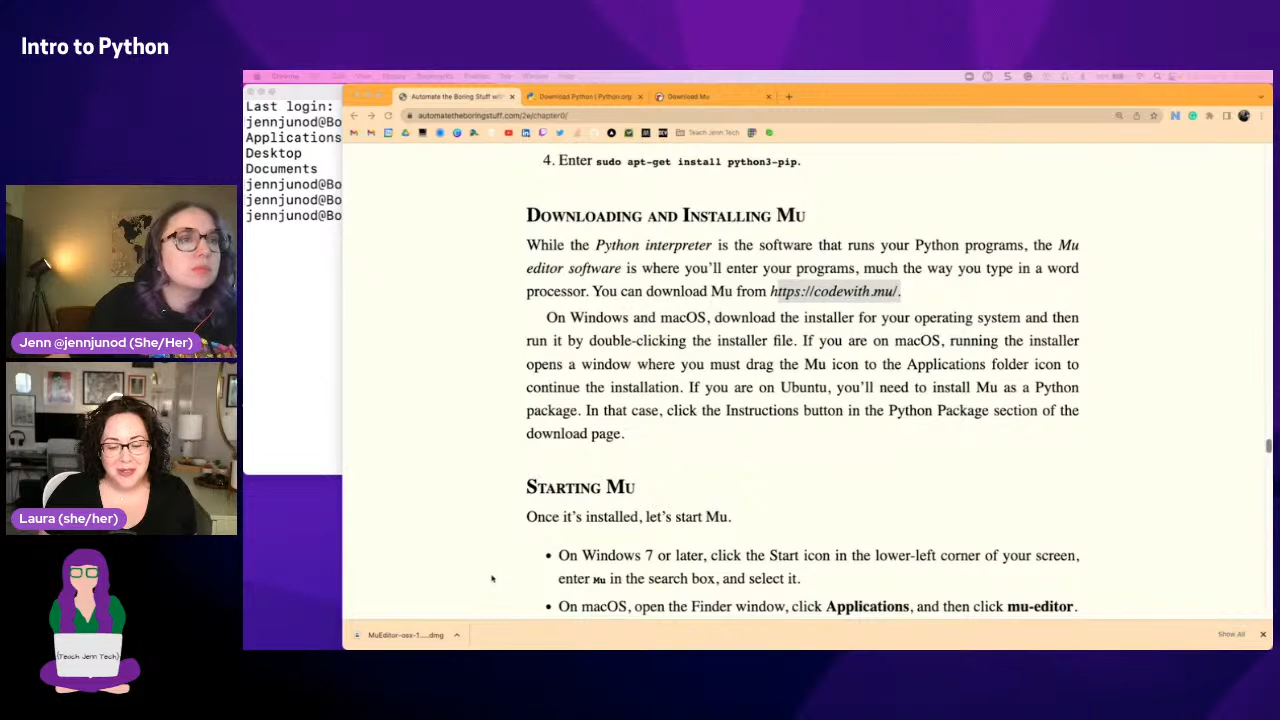 Intro to Python
Last login:
jennjunod@Bo
Applications
Desktop
Documents
jennjunod@Bo
jennjunod@Bo
jennjunod@Bo
Chrome
Automate the Boring Stuff with
Download Python | Python.org
Download Mu
automatetheboringstuff.com/2e/chapter0/
Teach Jenn Tech
4. Enter sudo apt-get install python3-pip.
DOWNLOADING AND INSTALLING MU
While the Python interpreter is the software that runs your Python programs, the Mu
editor software is where you’ll enter your programs, much the way you type in a word
processor. You can download Mu from https://codewith.mu/.
On Windows and macOS, download the installer for your operating system and then
run it by double-clicking the installer file. If you are on macOS, running the installer
opens a window where you must drag the Mu icon to the Applications folder icon to
continue the installation. If you are on Ubuntu, you’ll need to install Mu as a Python
package. In that case, click the Instructions button in the Python Package section of the
download page.
STARTING MU
Once it’s installed, let’s start Mu.
• On Windows 7 or later, click the Start icon in the lower-left corner of your screen,
enter Mu in the search box, and select it.
• On macOS, open the Finder window, click Applications, and then click mu-editor.
MuEditor-osx-1....dmg
Show All
Jenn @jennjunod (She/Her)
Laura (she/her)
{Teach Jenn Tech}